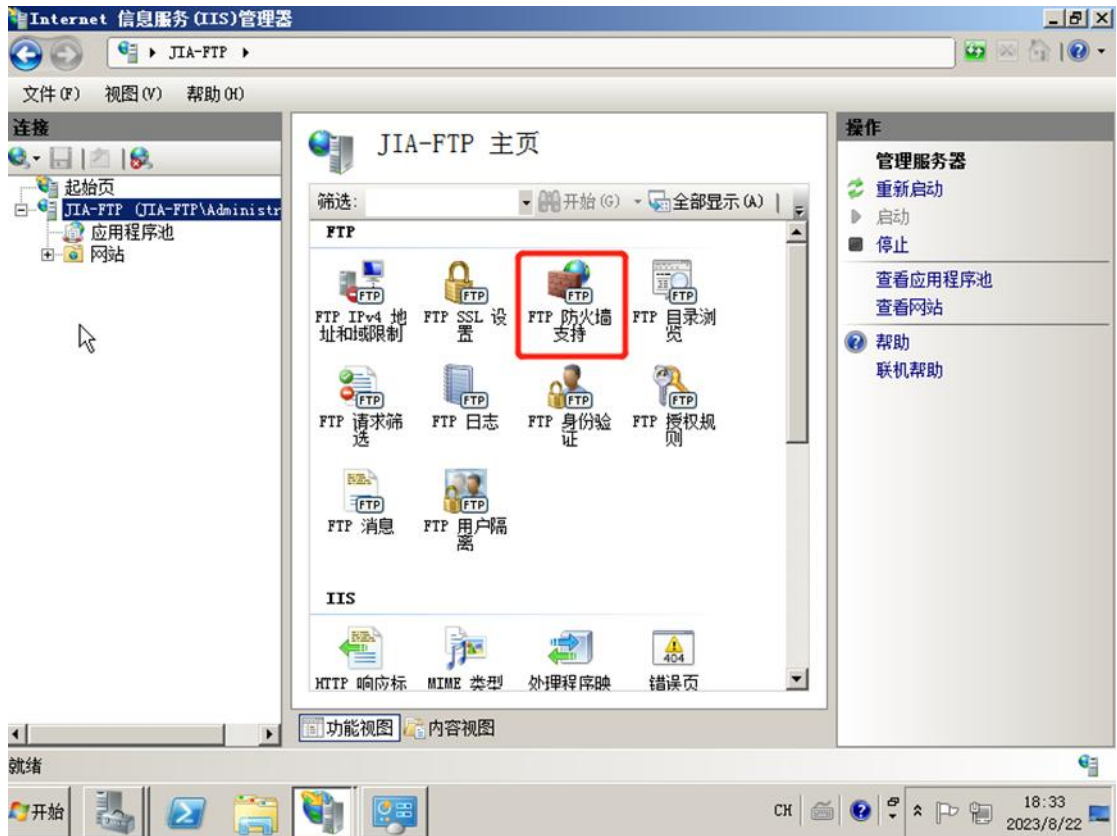 Internet 信息服务(IIS)管理器
JIA-FTP
文件(F) 视图(V) 帮助(H)
连接
起始页
JIA-FTP (JIA-FTP\Administr
应用程序池
网站
JIA-FTP 主页
筛选: 开始(G) 全部显示(A)
FTP
FTP IPv4 地
址和域限制
FTP SSL 设
置
FTP 防火墙
支持
FTP 目录浏
览
FTP 请求筛
选
FTP 日志
FTP 身份验
证
FTP 授权规
则
FTP 消息
FTP 用户隔
离
IIS
404
HTTP 响应标
MIME 类型
处理程序映
错误页
功能视图 内容视图
操作
管理服务器
重新启动
启动
停止
查看应用程序池
查看网站
帮助
联机帮助
就绪
开始
CH
18:33
2023/8/22